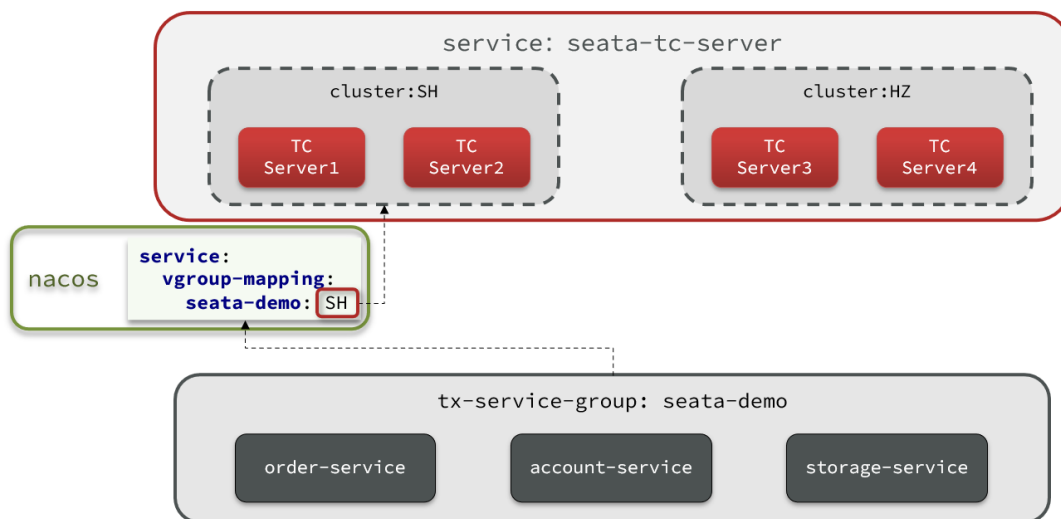 service: seata-tc-server
cluster:SH
cluster:HZ
TC
Server1
TC
Server2
TC
Server3
TC
Server4
nacos
service:
vgroup-mapping:
seata-demo: SH
tx-service-group: seata-demo
order-service
account-service
storage-service